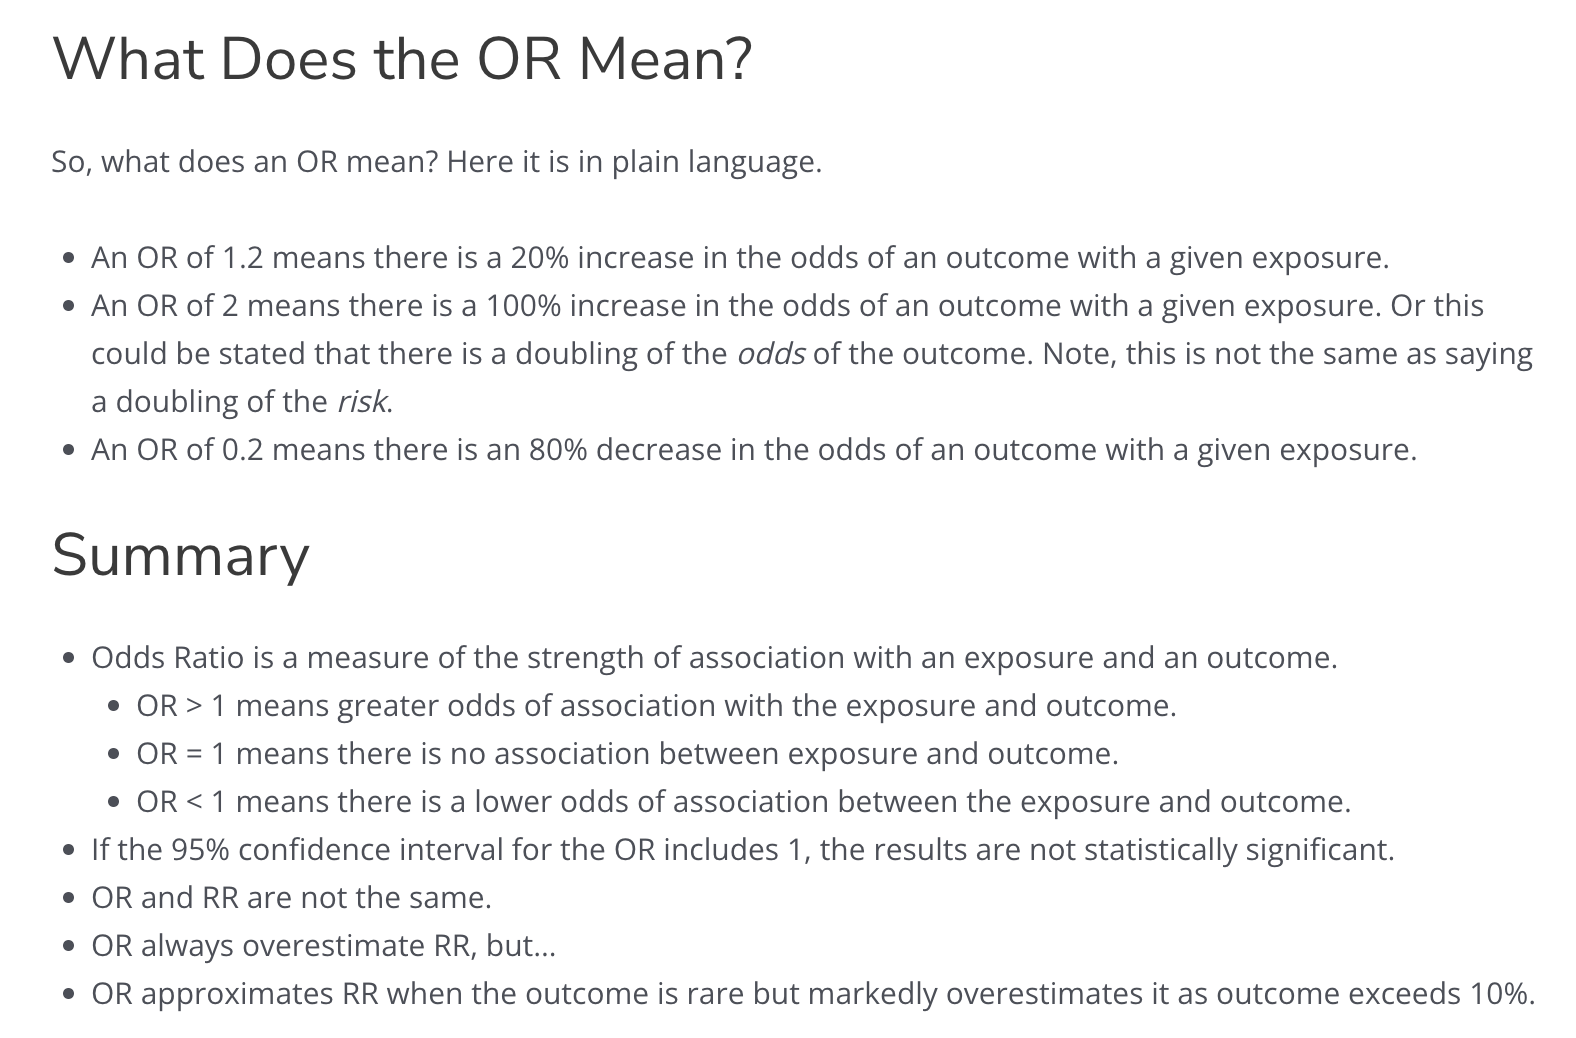 What Does the OR Mean?
So, what does an OR mean? Here it is in plain language.
• An OR of 1.2 means there is a 20% increase in the odds of an outcome with a given exposure.
• An OR of 2 means there is a 100% increase in the odds of an outcome with a given exposure. Or this
could be stated that there is a doubling of the odds of the outcome. Note, this is not the same as saying
a doubling of the risk.
• An OR of 0.2 means there is an 80% decrease in the odds of an outcome with a given exposure.
Summary
• Odds Ratio is a measure of the strength of association with an exposure and an outcome.
• OR > 1 means greater odds of association with the exposure and outcome.
• OR = 1 means there is no association between exposure and outcome.
• OR < 1 means there is a lower odds of association between the exposure and outcome.
• If the 95% confidence interval for the OR includes 1, the results are not statistically significant.
• OR and RR are not the same.
• OR always overestimate RR, but...
• OR approximates RR when the outcome is rare but markedly overestimates it as outcome exceeds 10%.